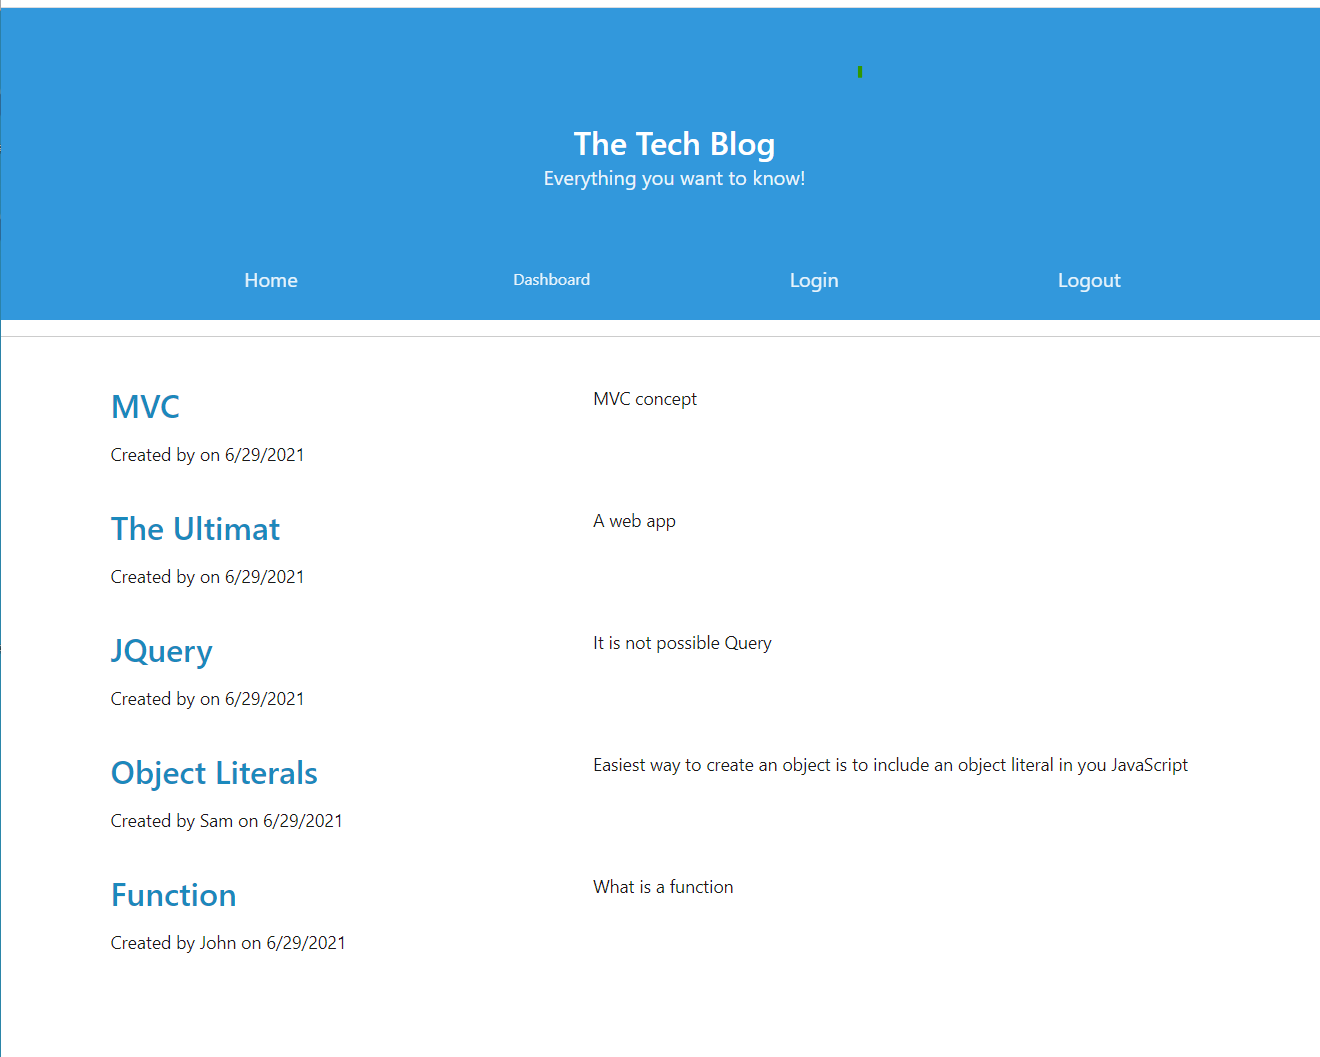 The Tech Blog
Everything you want to know!
Home Dashboard Login Logout
MVC
MVC concept
Created by on 6/29/2021
The Ultimat
A web app
Created by on 6/29/2021
JQuery
It is not possible Query
Created by on 6/29/2021
Object Literals
Easiest way to create an object is to include an object literal in you JavaScript
Created by Sam on 6/29/2021
Function
What is a function
Created by John on 6/29/2021